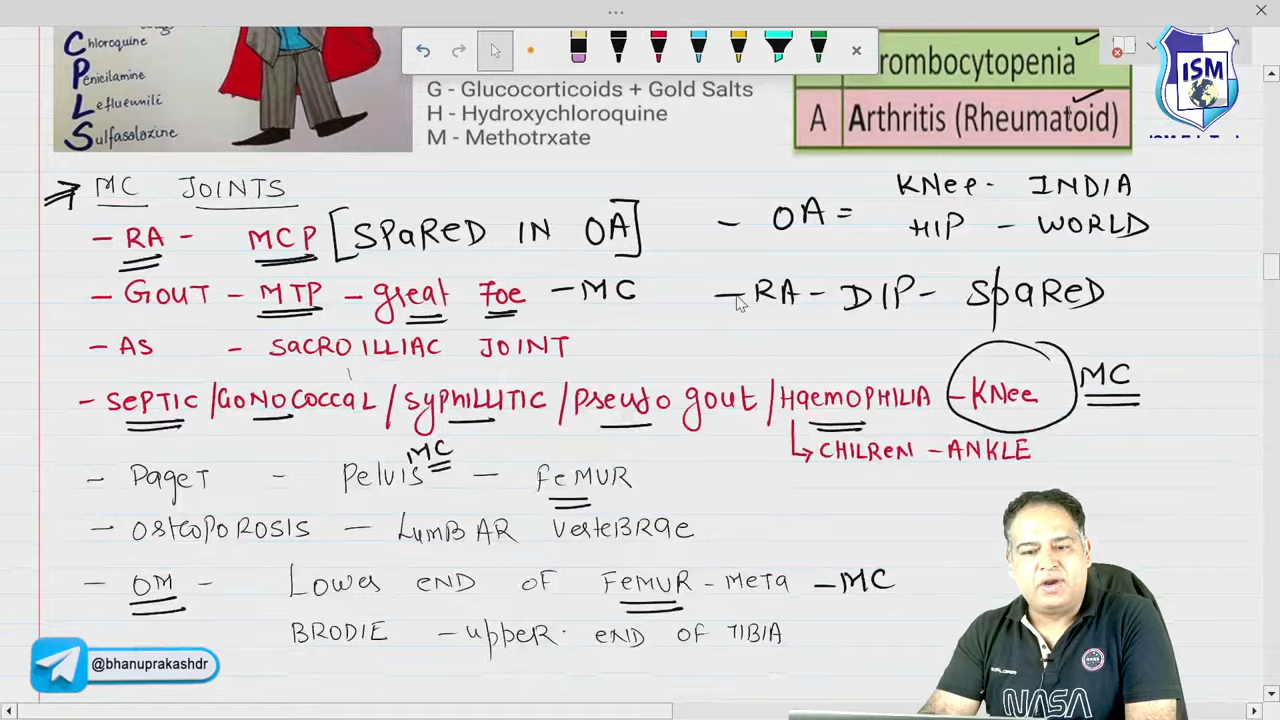 Chloroquine
Penicilamine
Lefluenmili
Sulfasalazine
G - Glucocorticoids + Gold Salts
H - Hydroxychloroquine
M - Methotrxate
rombocytopenia
A Arthritis (Rheumatoid)
ISM
MC JOINTS
- RA - MCP [SPaReD IN OA]
- GOUT - MTP - great Toe - MC
- AS - SACROILLIAC JOINT
- SePTIC / GONOCOCCAL / SYPHILLITIC / Pseudo gout / HaemoPHILIA - KNee MC
CHILREN - ANKLE
- OA = KNee - INDIA
HIP - WORLD
- RA - DIP - SpaReD
- PageT - PelvIS MC - FeMUR
- OsteoPOROSIS - LumBAR VerteBRae
- OM - Lower end OF FeMUR - Meta - MC
BRODIE - upper end OF TIBIA
@bhanuprakashdr
NASA